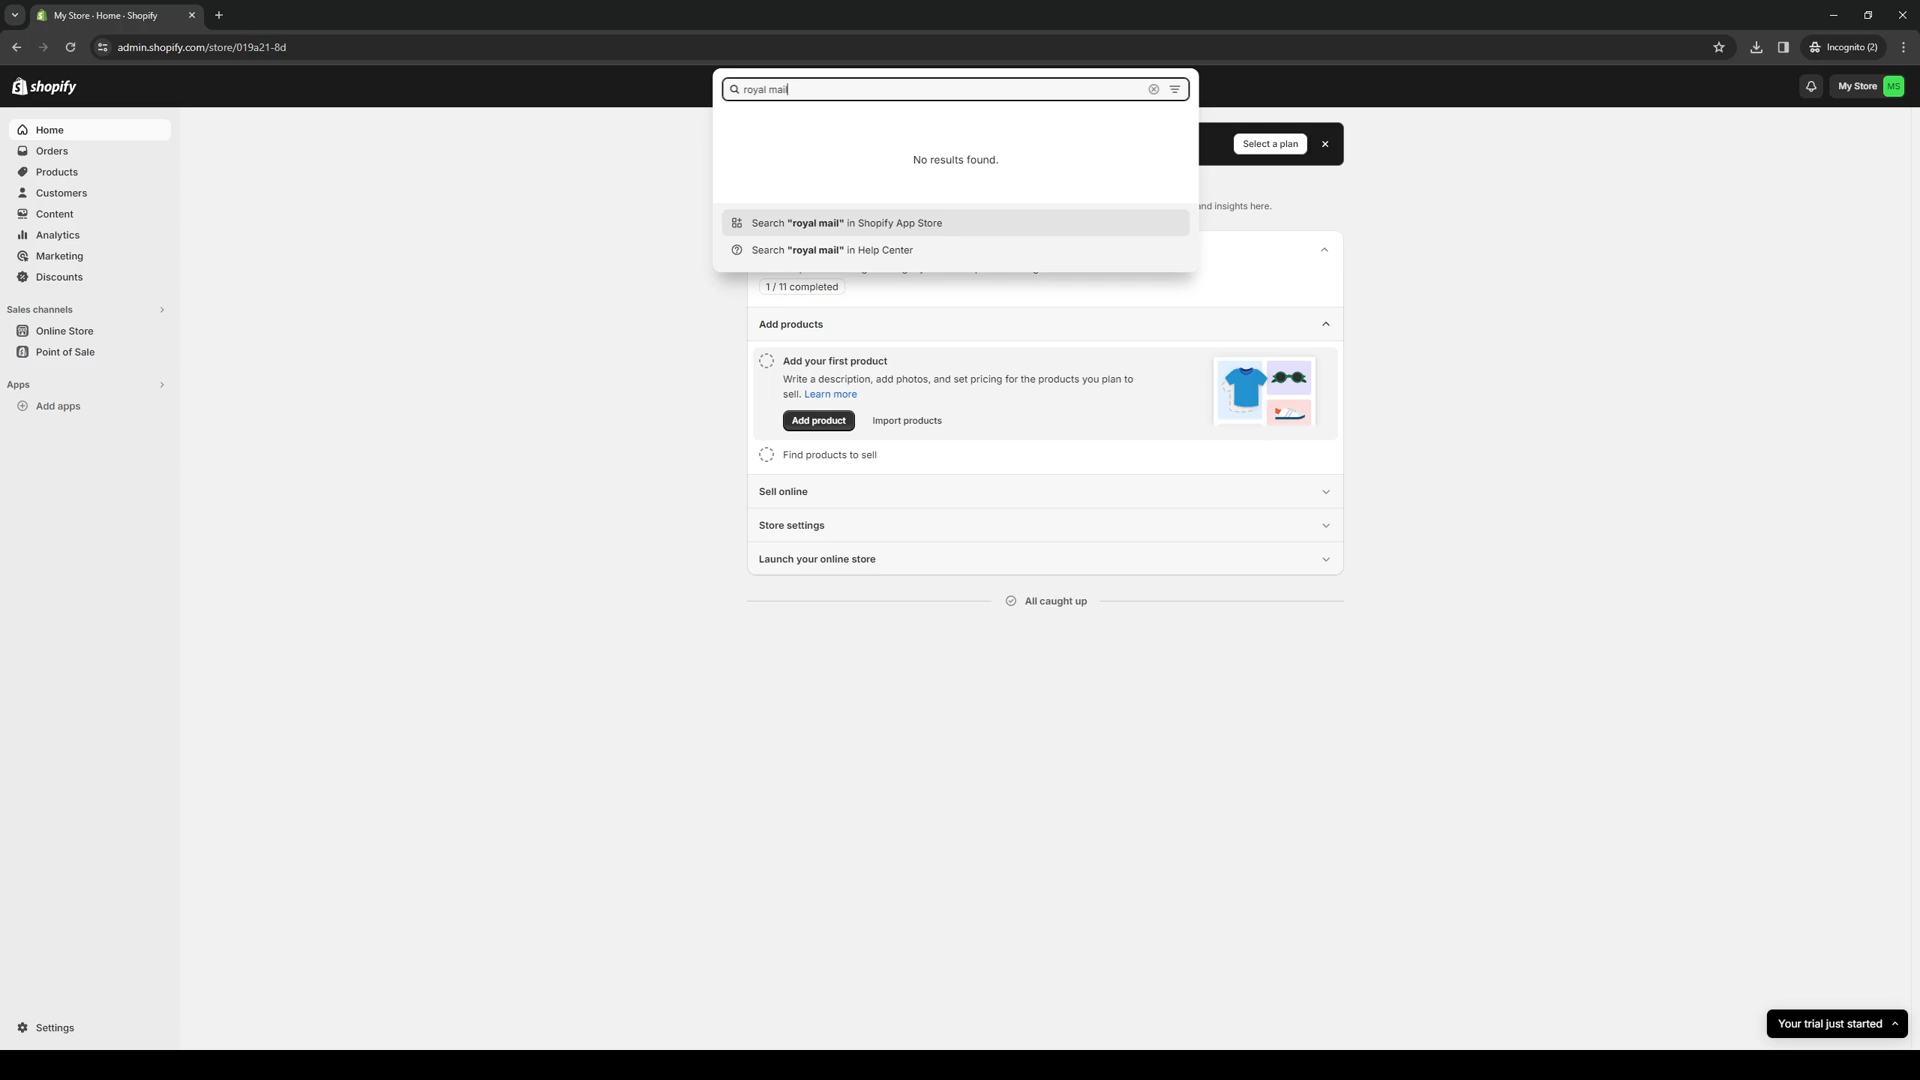 My Store · Home · Shopify
admin.shopify.com/store/019a21-8d
Incognito (2)
shopify
royal mail
My Store
MS
No results found.
Search "royal mail" in Shopify App Store
Search "royal mail" in Help Center
Select a plan
and insights here.
Home
Orders
Products
Customers
Content
Analytics
Marketing
Discounts
Sales channels
Online Store
Point of Sale
Apps
Add apps
Settings
1 / 11 completed
Add products
Add your first product
Write a description, add photos, and set pricing for the products you plan to
sell. Learn more
Add product
Import products
Find products to sell
Sell online
Store settings
Launch your online store
All caught up
Your trial just started